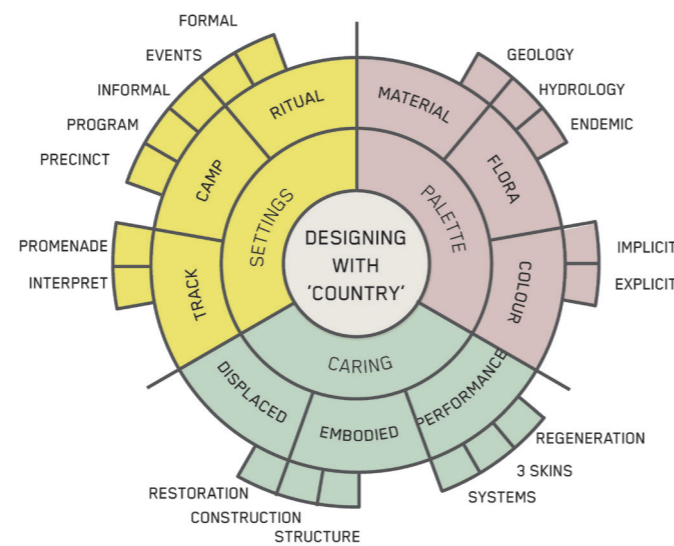 FORMAL
EVENTS
INFORMAL
PROGRAM
PRECINCT
PROMENADE
INTERPRET
RITUAL
CAMP
TRACK
SETTINGS
DESIGNING
WITH
'COUNTRY'
MATERIAL
FLORA
COLOUR
PALETTE
GEOLOGY
HYDROLOGY
ENDEMIC
IMPLICIT
EXPLICIT
CARING
DISPLACED
EMBODIED
PERFORMANCE
REGENERATION
3 SKINS
SYSTEMS
RESTORATION
CONSTRUCTION
STRUCTURE